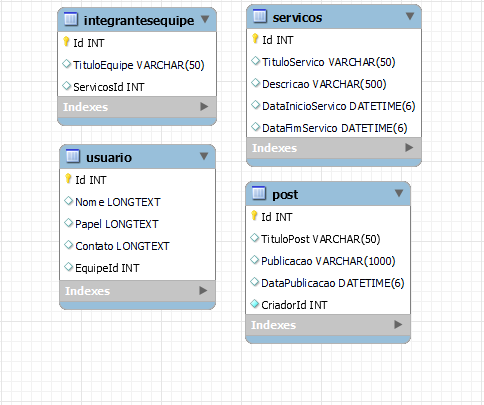 integrantesequipe
Id INT
TituloEquipe VARCHAR(50)
ServicosId INT
Indexes
servicos
Id INT
TituloServico VARCHAR(50)
Descricao VARCHAR(500)
DataInicioServico DATETIME(6)
DataFimServico DATETIME(6)
Indexes
usuario
Id INT
Nome LONGTEXT
Papel LONGTEXT
Contato LONGTEXT
EquipeId INT
Indexes
post
Id INT
TituloPost VARCHAR(50)
Publicacao VARCHAR(1000)
DataPublicacao DATETIME(6)
CriadorId INT
Indexes